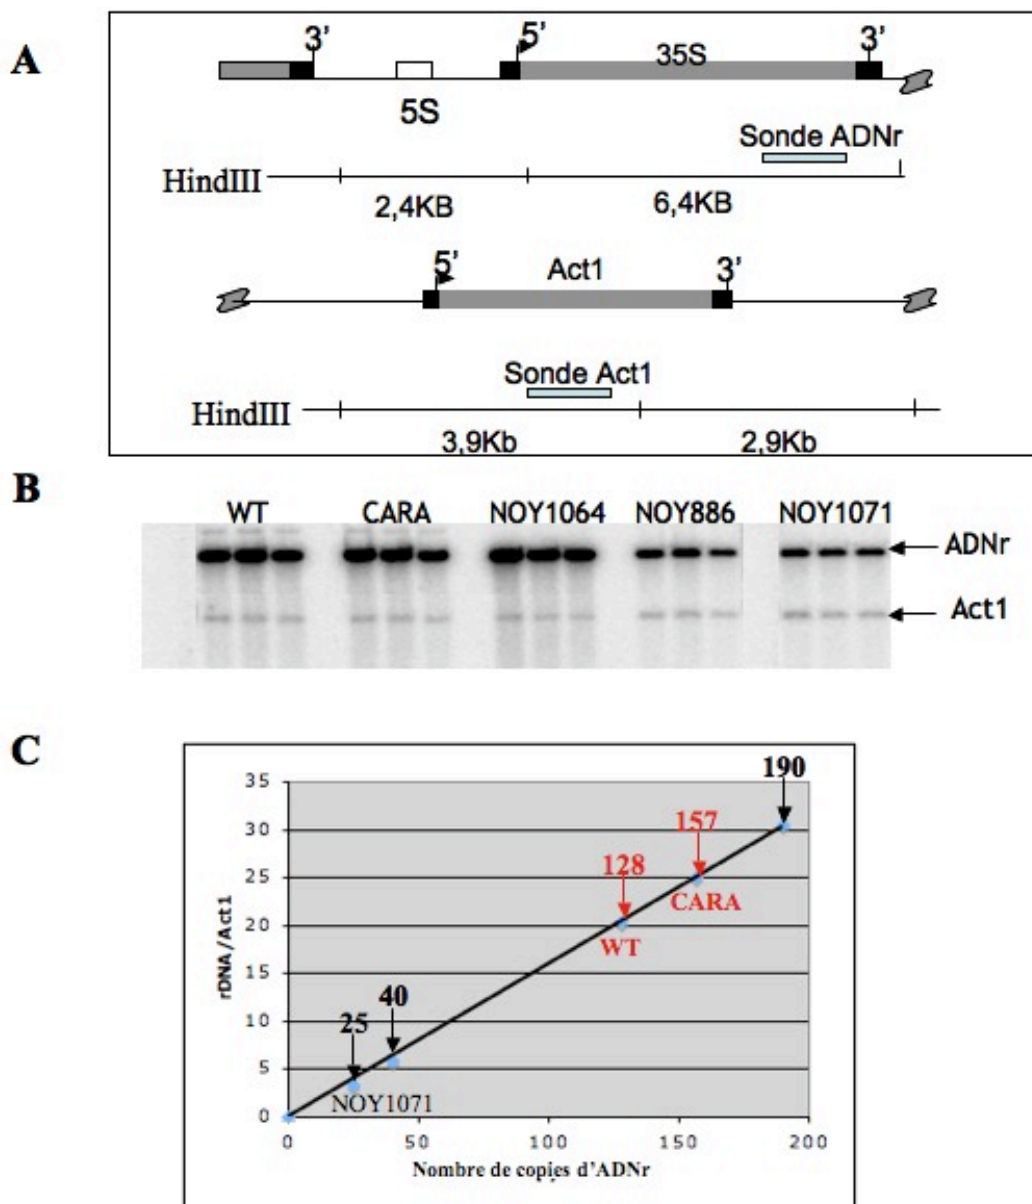 A
3' 5' 35S 3'
5S
Sonde ADNr
HindIII
2,4KB 6,4KB
5' Act1 3'
Sonde Act1
HindIII
3,9Kb 2,9Kb
B
WT CARA NOY1064 NOY886 NOY1071
ADNr
Act1
C
35
30
25
20
15
10
5
0
rDNA/Act1
190
157
CARA
128
WT
40
25
NOY1071
0 50 100 150 200
Nombre de copies d'ADNr